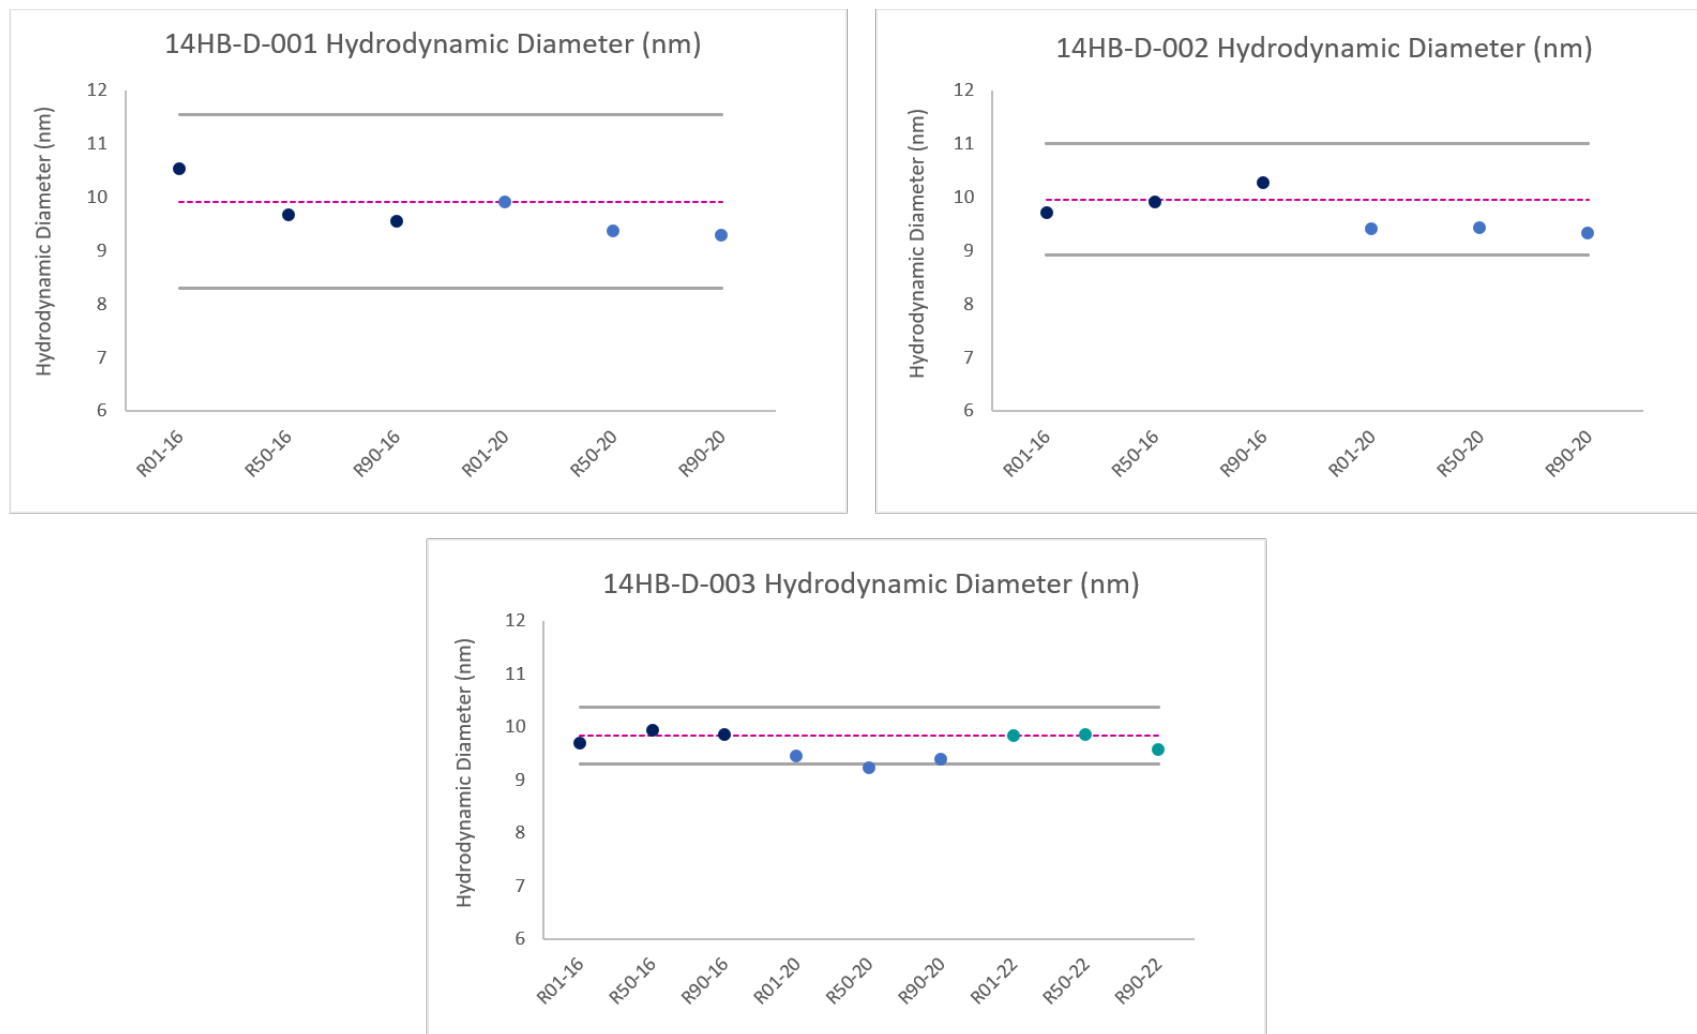 14HB-D-001 Hydrodynamic Diameter (nm)
Hydrodynamic Diameter (nm)
12
11
10
9
8
7
6
R01-16
R50-16
R90-16
R01-20
R50-20
R90-20
14HB-D-002 Hydrodynamic Diameter (nm)
Hydrodynamic Diameter (nm)
12
11
10
9
8
7
6
R01-16
R50-16
R90-16
R01-20
R50-20
R90-20
14HB-D-003 Hydrodynamic Diameter (nm)
Hydrodynamic Diameter (nm)
12
11
10
9
8
7
6
R01-16
R50-16
R90-16
R01-20
R50-20
R90-20
R01-22
R50-22
R90-22